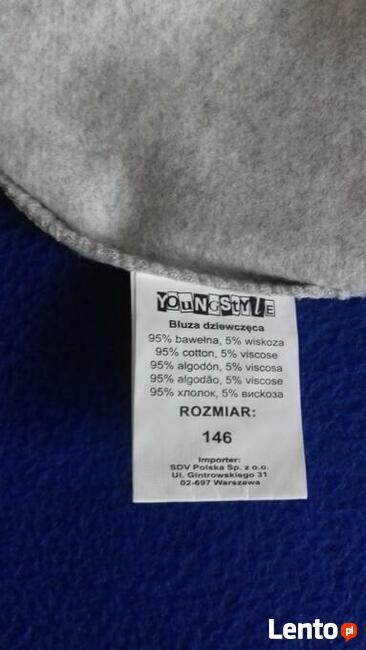 YOUNGSTYLE
Bluza dziewczęca
95% bawełna, 5% wiskoza
95% cotton, 5% viscose
95% algodón, 5% viscosa
95% algodão, 5% viscose
95% хлопок, 5% вискоза
ROZMIAR:
146
Importer:
SDV Polska Sp. z o.o.
Ul. Gintrowskiego 31
02-697 Warszawa
Lento.pl